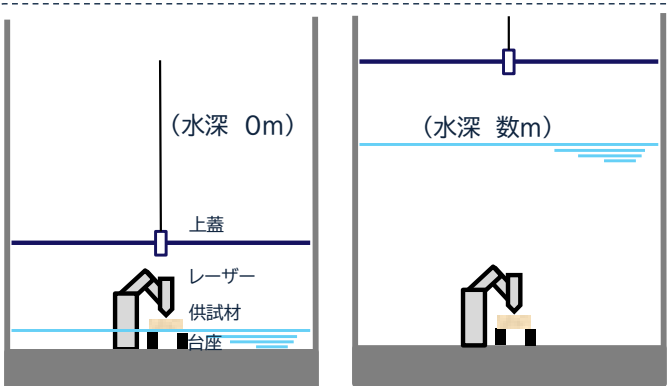 （水深 0m）
上蓋
レーザー
供試材
台座
（水深 数m）